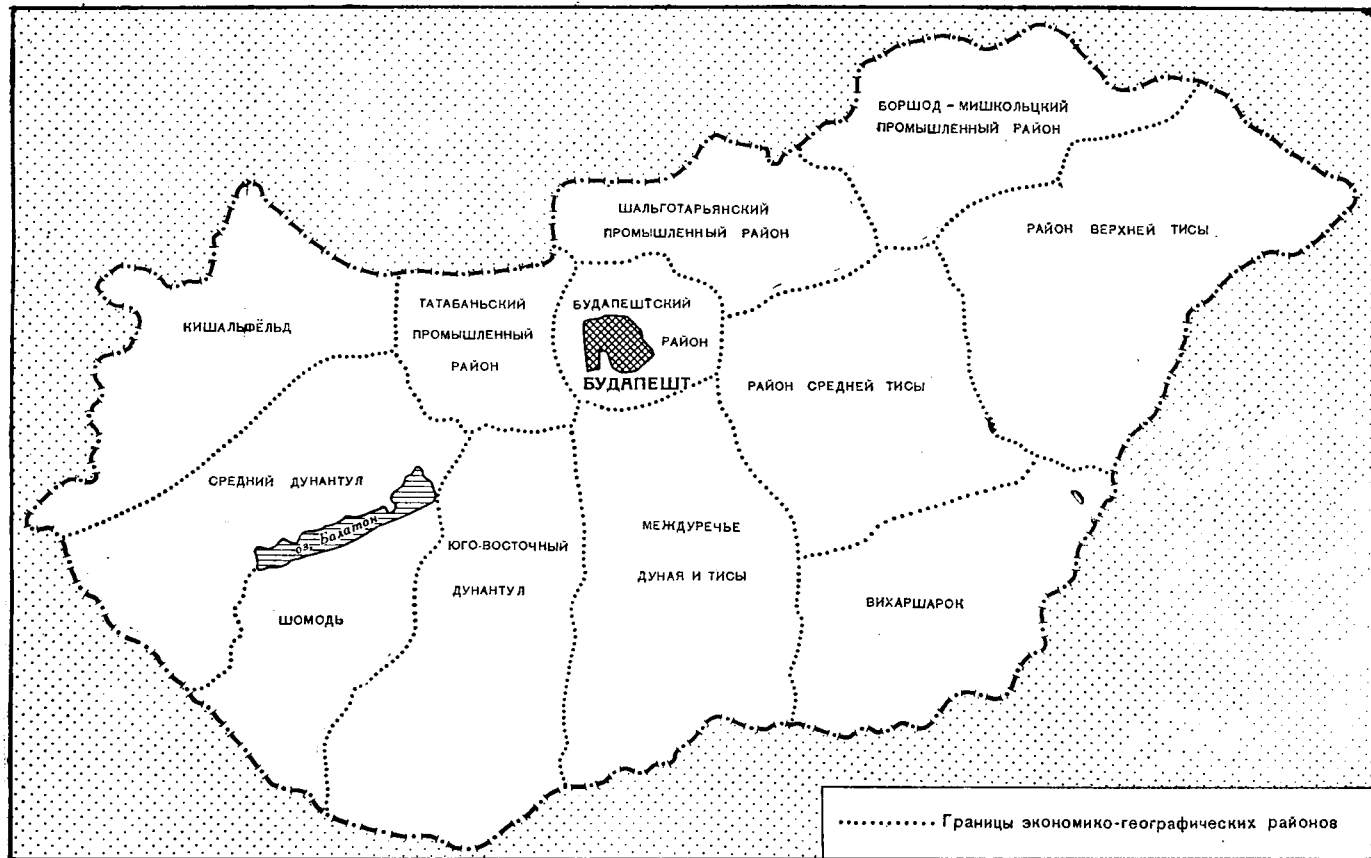 БОРШОД – МИШКОЛЬЦКИЙ
ПРОМЫШЛЕННЫЙ РАЙОН
ШАЛЬГОТАРЬЯНСКИЙ
ПРОМЫШЛЕННЫЙ РАЙОН
РАЙОН ВЕРХНЕЙ ТИСЫ
КИШАЛЬФЁЛЬД
ТАТАБАНЬСКИЙ
ПРОМЫШЛЕННЫЙ
РАЙОН
БУДАПЕШТСКИЙ
РАЙОН
БУДАПЕШТ
РАЙОН СРЕДНЕЙ ТИСЫ
СРЕДНИЙ ДУНАНТУЛ
оз. Балатон
ЮГО-ВОСТОЧНЫЙ
ДУНАНТУЛ
МЕЖДУРЕЧЬЕ
ДУНАЯ И ТИСЫ
ШОМОДЬ
ВИХАРШАРОК
Границы экономико-географических районов